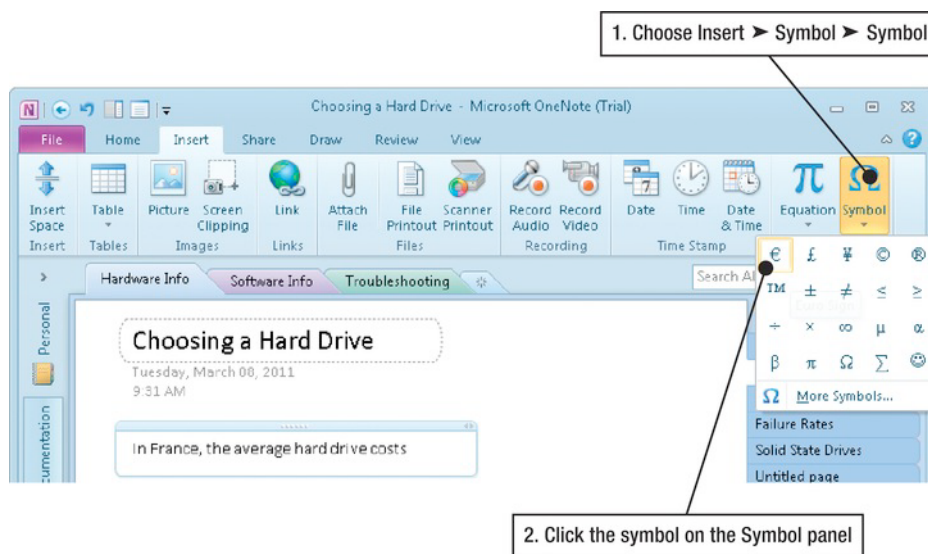 1. Choose Insert ➤ Symbol ➤ Symbol
Choosing a Hard Drive - Microsoft OneNote (Trial)
File Home Insert Share Draw Review View
Insert Space
Table
Picture
Screen Clipping
Link
Attach File
File Printout
Scanner Printout
Record Audio
Record Video
Date
Time
Date & Time
Equation
Symbol
Insert Tables Images Links Files Recording Time Stamp
€ £ ¥ © ®
TM ± ≠ ≤ ≥
÷ × ∞ µ α
β π Ω Σ ☺
Ω More Symbols...
Hardware Info Software Info Troubleshooting
Search Al
Personal
Choosing a Hard Drive
Tuesday, March 08, 2011
9:31 AM
In France, the average hard drive costs
cumentation
Failure Rates
Solid State Drives
Untitled page
2. Click the symbol on the Symbol panel